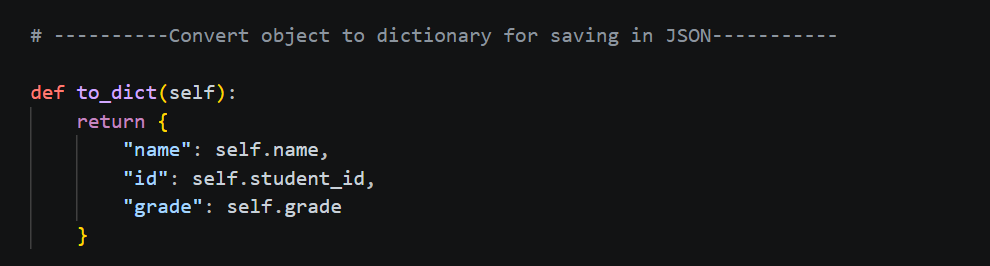 # ----------Convert object to dictionary for saving in JSON-----------
def to_dict(self):
    return {
        "name": self.name,
        "id": self.student_id,
        "grade": self.grade
    }